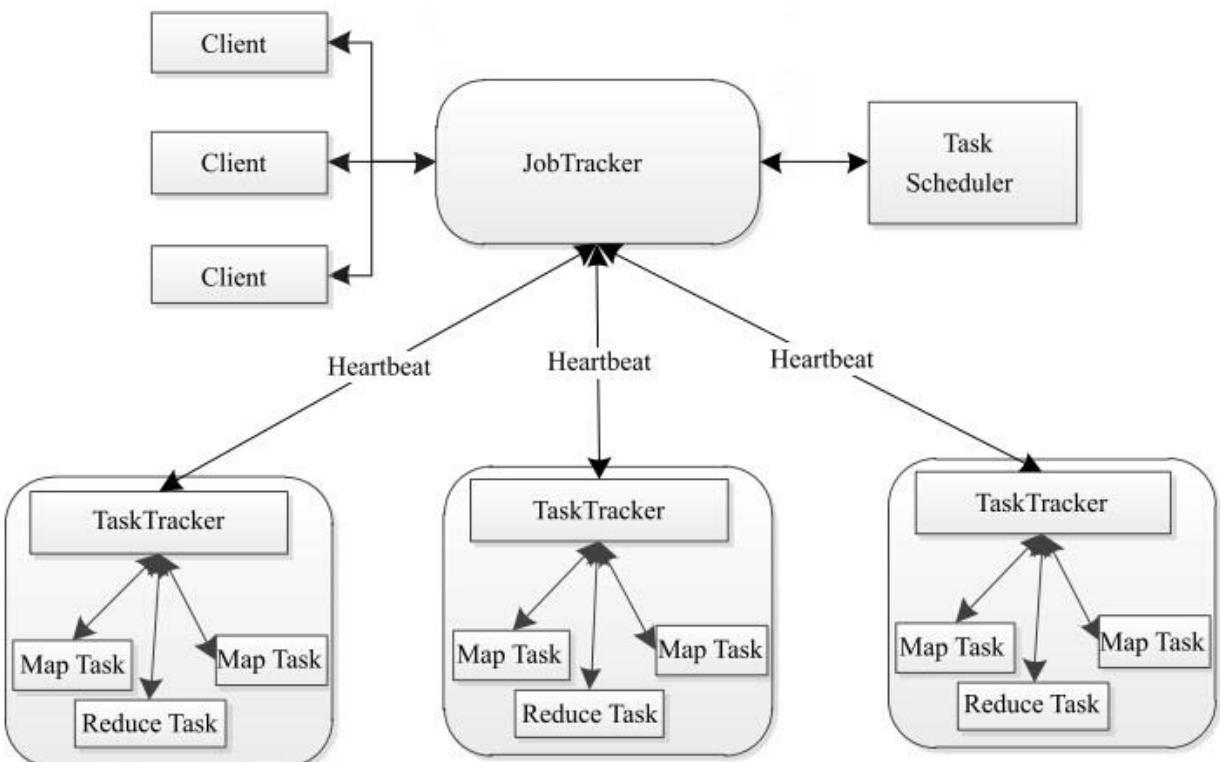 Client
Client
JobTracker
Task
Scheduler
Client
Heartbeat
Heartbeat
Heartbeat
TaskTracker
Map Task
Map Task
Reduce Task
TaskTracker
Map Task
Map Task
Reduce Task
TaskTracker
Map Task
Map Task
Reduce Task